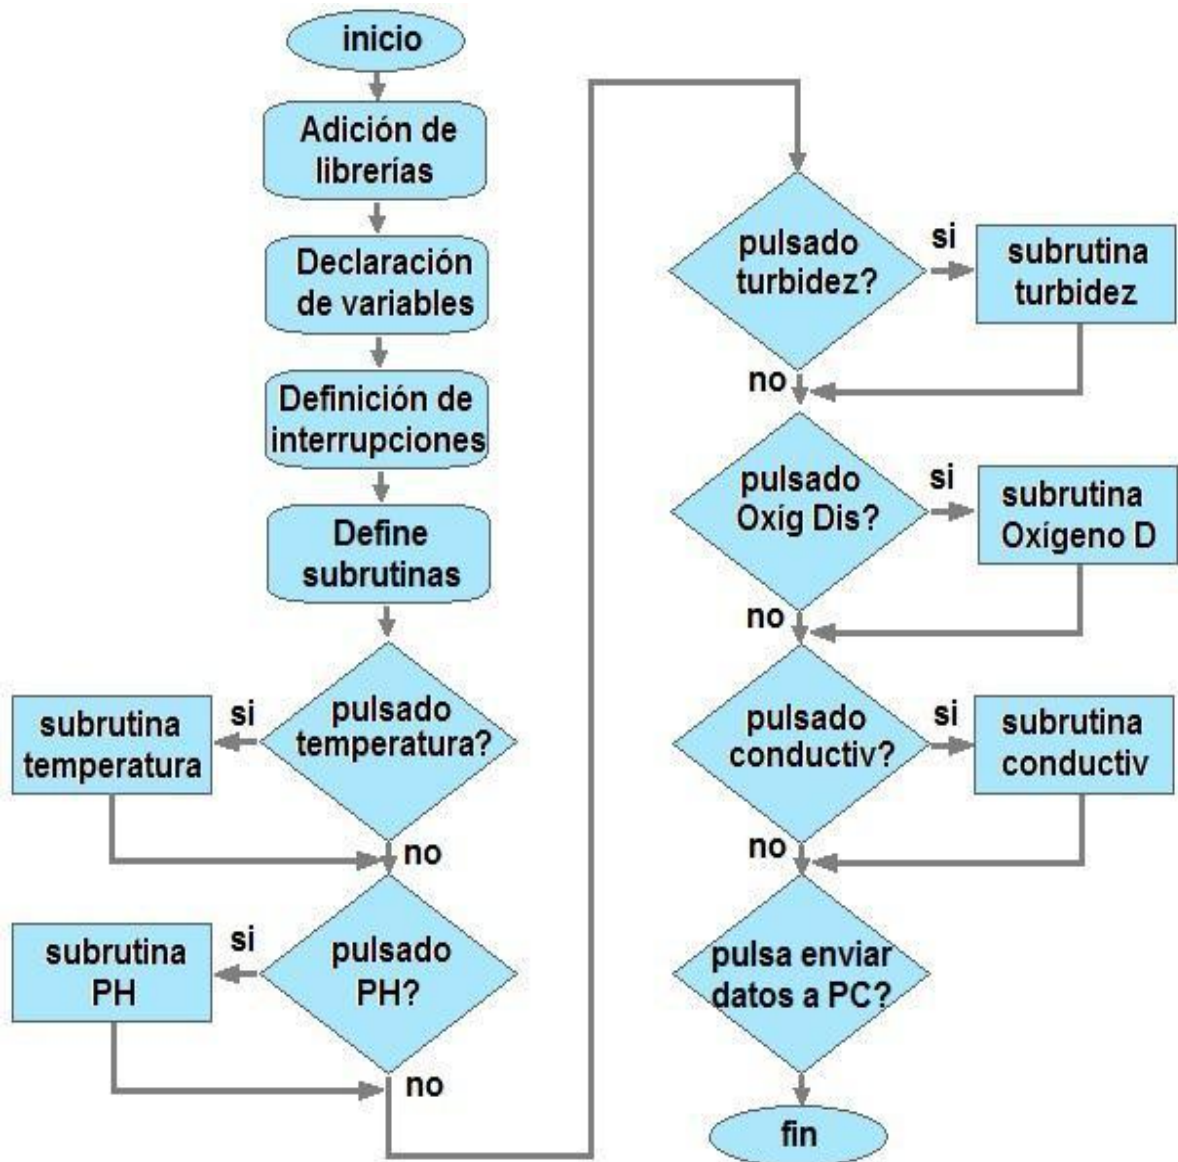 inicio
Adición de
librerías
Declaración
de variables
Definición de
interrupciones
Define
subrutinas
pulsado
temperatura?
si
subrutina
temperatura
no
pulsado
PH?
si
subrutina
PH
no
pulsado
turbidez?
si
subrutina
turbidez
no
pulsado
Oxíg Dis?
si
subrutina
Oxígeno D
no
pulsado
conductiv?
si
subrutina
conductiv
no
pulsa enviar
datos a PC?
fin